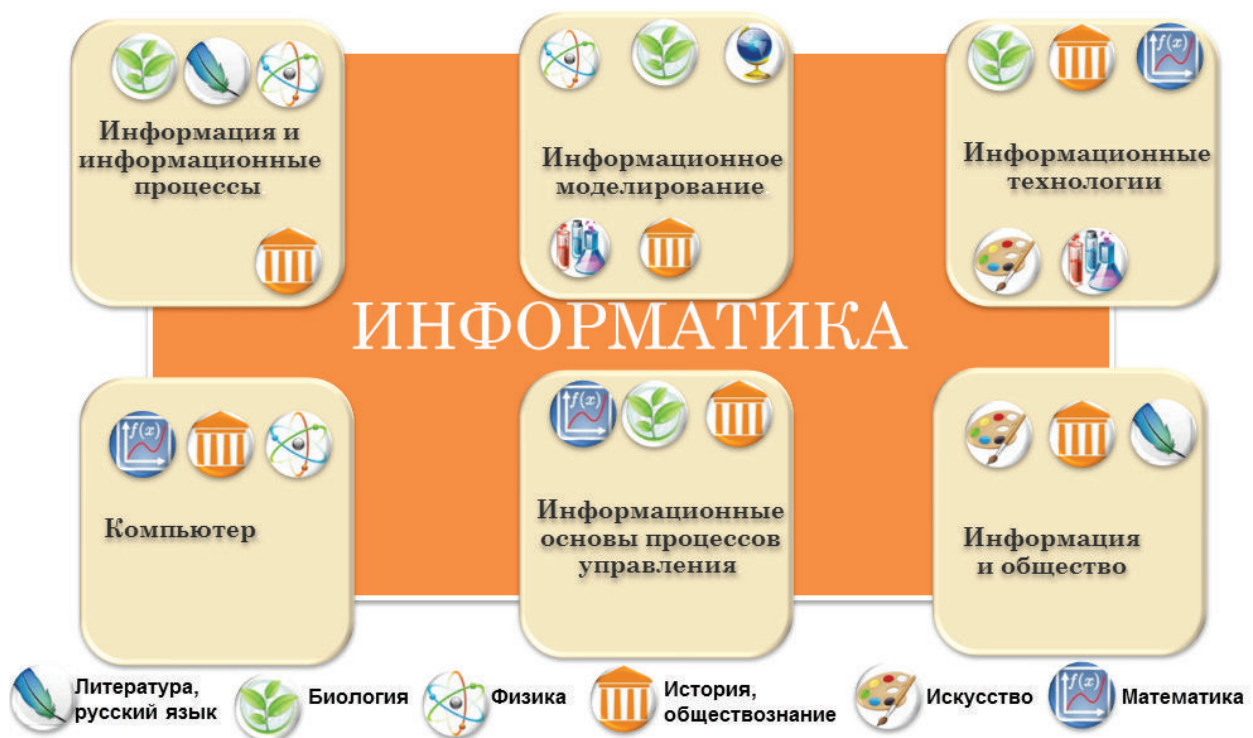 f(x)
Информация и
информационные
процессы
Информационное
моделирование
Информационные
технологии
ИНФОРМАТИКА
f(x)
f(x)
Компьютер
Информационные
основы процессов
управления
Информация
и общество
Литература,
русский язык
Биология
Физика
История,
обществознание
Искусство
f(x)
Математика